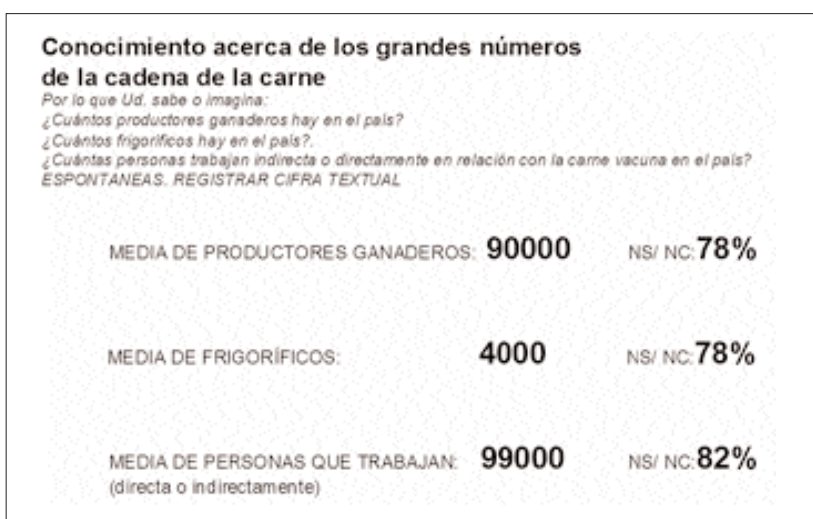 Conocimiento acerca de los grandes números
de la cadena de la carne
Por lo que Ud. sabe o imagina:
¿Cuántos productores ganaderos hay en el país?
¿Cuántos frigoríficos hay en el país?.
¿Cuántas personas trabajan indirecta o directamente en relación con la carne vacuna en el país?
ESPONTANEAS. REGISTRAR CIFRA TEXTUAL
MEDIA DE PRODUCTORES GANADEROS: 90000 NS/ NC: 78%
MEDIA DE FRIGORÍFICOS: 4000 NS/ NC: 78%
MEDIA DE PERSONAS QUE TRABAJAN: 99000 NS/ NC: 82%
(directa o indirectamente)